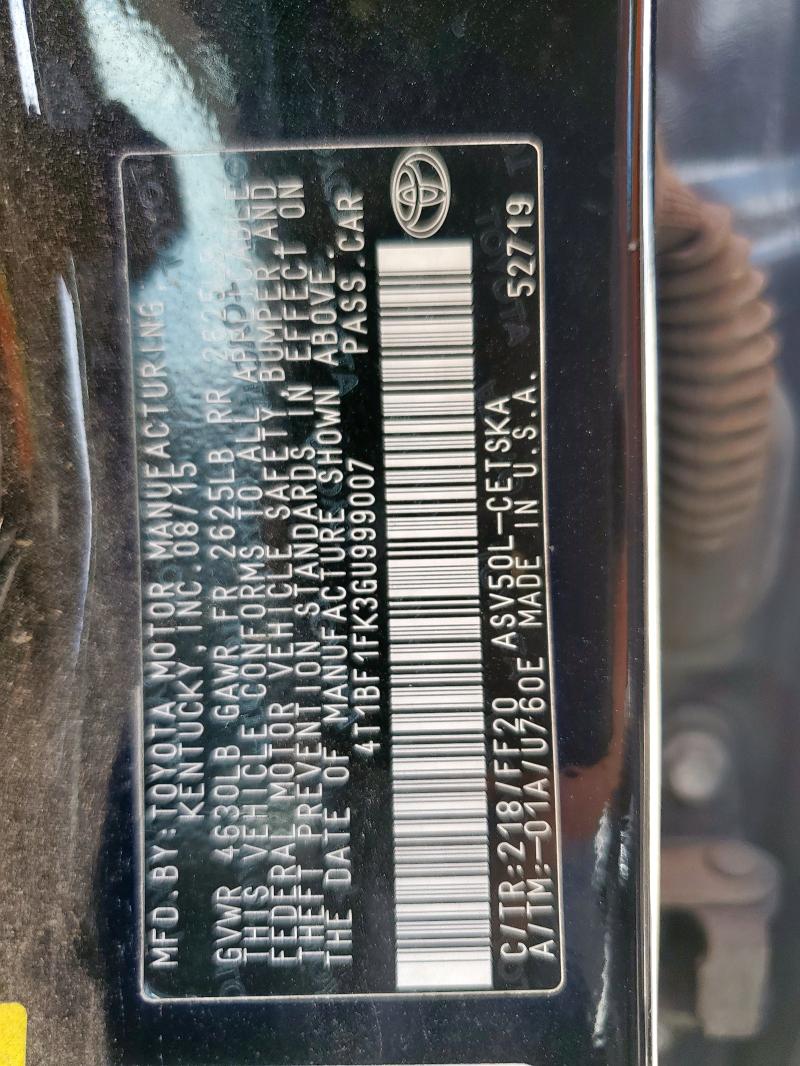 MFD.BY:TOYOTA MOTOR MANUFACTURING,
KENTUCKY, INC.08/15
GVWR 4630LB GAWR FR 2625LB RR 2625LB
THIS VEHICLE CONFORMS TO ALL APPLICABLE
FEDERAL MOTOR VEHICLE SAFETY, BUMPER AND
THEFT PREVENTION STANDARDS IN EFFECT ON
THE DATE OF MANUFACTURE SHOWN ABOVE.
4T1BF1FK3GU999007 PASS.CAR
C/TR:218/FF20 ASV50L-CETSKA
A/TM:-01A/U760E MADE IN U.S.A. 52719